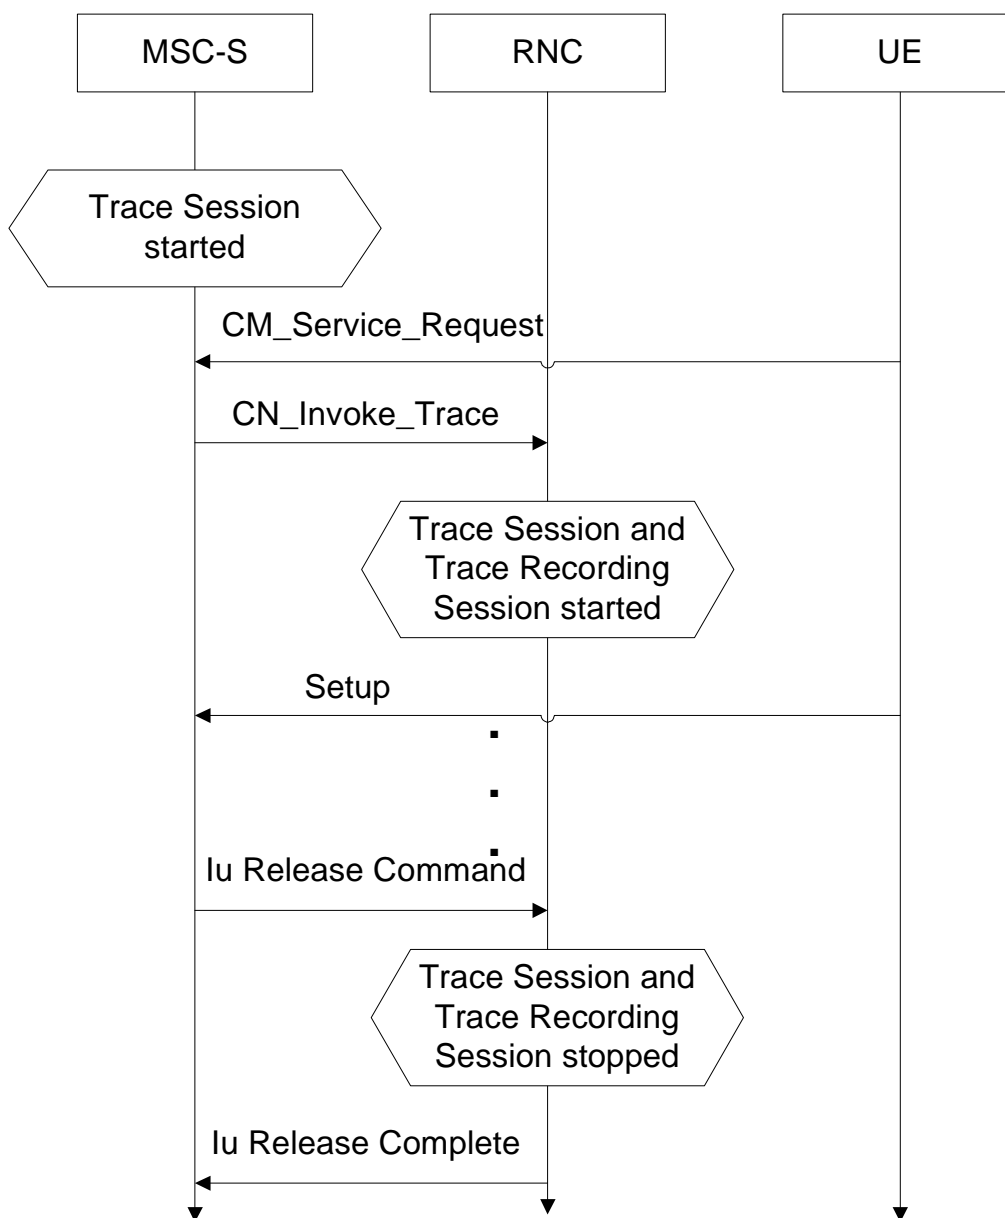 MSC-S
RNC
UE
Trace Session
started
CM_Service_Request
CN_Invoke_Trace
Trace Session and
Trace Recording
Session started
Setup
Iu Release Command
Trace Session and
Trace Recording
Session stopped
Iu Release Complete